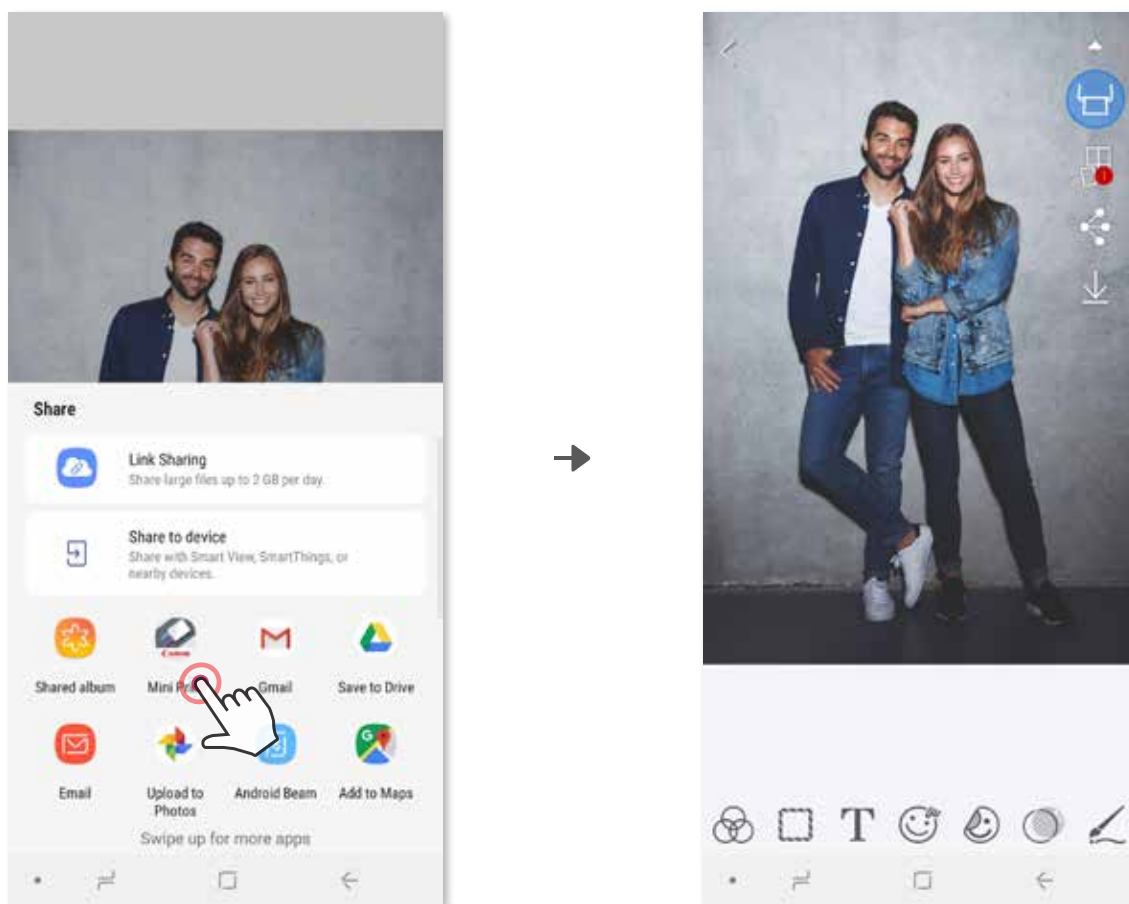 Share
Link Sharing
Share large files up to 2 GB per day.
Share to device
Share with Smart View, SmartThings, or
nearby devices.
Shared album
Mini
Gmail
Save to Drive
Email
Upload to
Photos
Android Beam
Add to Maps
Swipe up for more apps
T